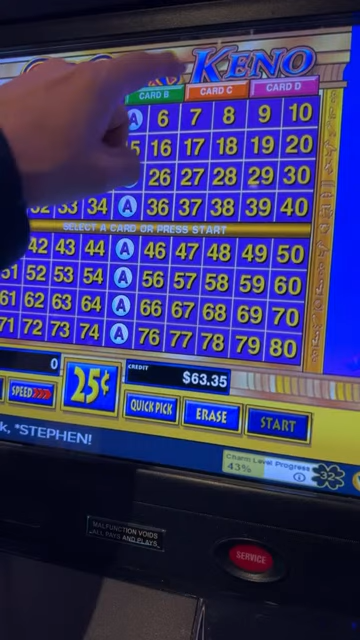 KENO
CARD B CARD C CARD D
A 6 7 8 9 10
16 17 18 19 20
26 27 28 29 30
33 34 A 36 37 38 39 40
SELECT A CARD OR PRESS START
42 43 44 A 46 47 48 49 50
51 52 53 54 A 56 57 58 59 60
61 62 63 64 A 66 67 68 69 70
71 72 73 74 A 76 77 78 79 80
0 25¢ CREDIT $63.35
SPEED>>> QUICK PICK ERASE START
*STEPHEN!
Charm Level Progress
43% 32
MALFUNCTION VOIDS
ALL PAYS AND PLAYS
SERVICE